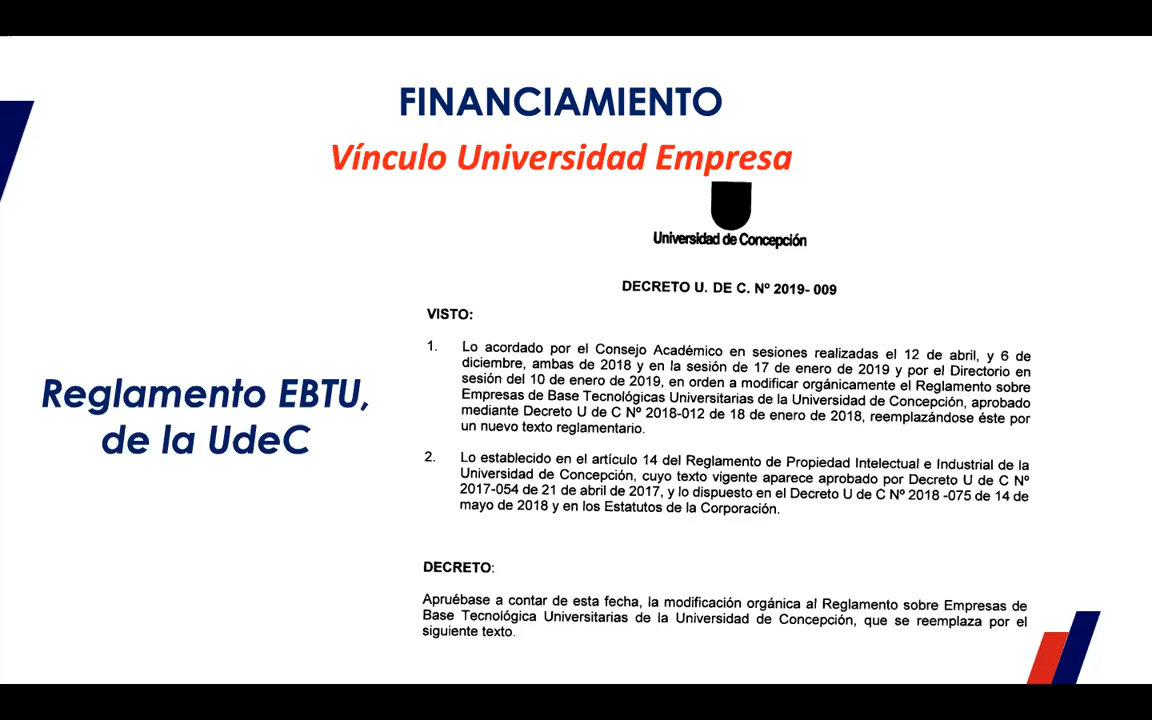 FINANCIAMIENTO
Vínculo Universidad Empresa
Universidad de Concepción
DECRETO U. DE C. Nº 2019- 009
VISTO:
1. Lo acordado por el Consejo Académico en sesiones realizadas el 12 de abril, y 6 de
diciembre, ambas de 2018 y en la sesión de 17 de enero de 2019 y por el Directorio en
sesión del 10 de enero de 2019, en orden a modificar orgánicamente el Reglamento sobre
Empresas de Base Tecnológicas Universitarias de la Universidad de Concepción, aprobado
mediante Decreto U de C Nº 2018-012 de 18 de enero de 2018, reemplazándose éste por
un nuevo texto reglamentario.
Reglamento EBTU,
de la UdeC
2. Lo establecido en el artículo 14 del Reglamento de Propiedad Intelectual e Industrial de la
Universidad de Concepción, cuyo texto vigente aparece aprobado por Decreto U de C Nº
2017-054 de 21 de abril de 2017, y lo dispuesto en el Decreto U de C Nº 2018 -075 de 14 de
mayo de 2018 y en los Estatutos de la Corporación.
DECRETO:
Apruébase a contar de esta fecha, la modificación orgánica al Reglamento sobre Empresas de
Base Tecnológica Universitarias de la Universidad de Concepción, que se reemplaza por el
siguiente texto.